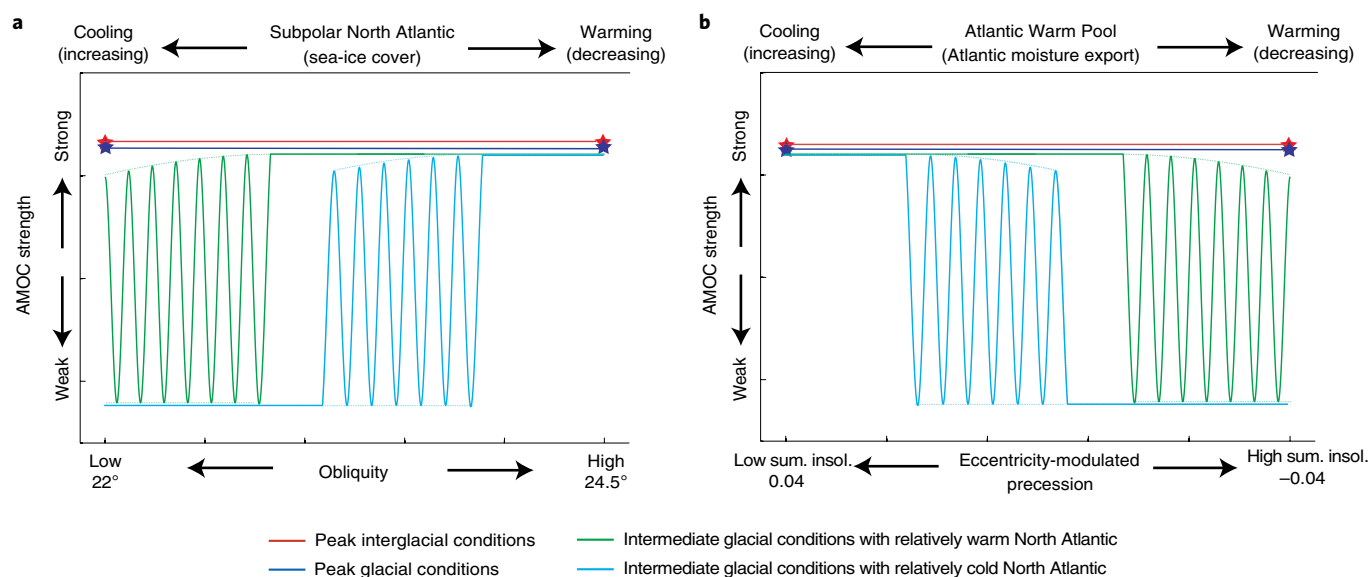 a
Cooling
(increasing)
Subpolar North Atlantic
(sea-ice cover)
Warming
(decreasing)
AMOC strength
Strong
Weak
Low
22°
Obliquity
High
24.5°
b
Cooling
(increasing)
Atlantic Warm Pool
(Atlantic moisture export)
Warming
(decreasing)
AMOC strength
Strong
Weak
Low sum. insol.
0.04
Eccentricity-modulated
precession
High sum. insol.
–0.04
Peak interglacial conditions
Peak glacial conditions
Intermediate glacial conditions with relatively warm North Atlantic
Intermediate glacial conditions with relatively cold North Atlantic